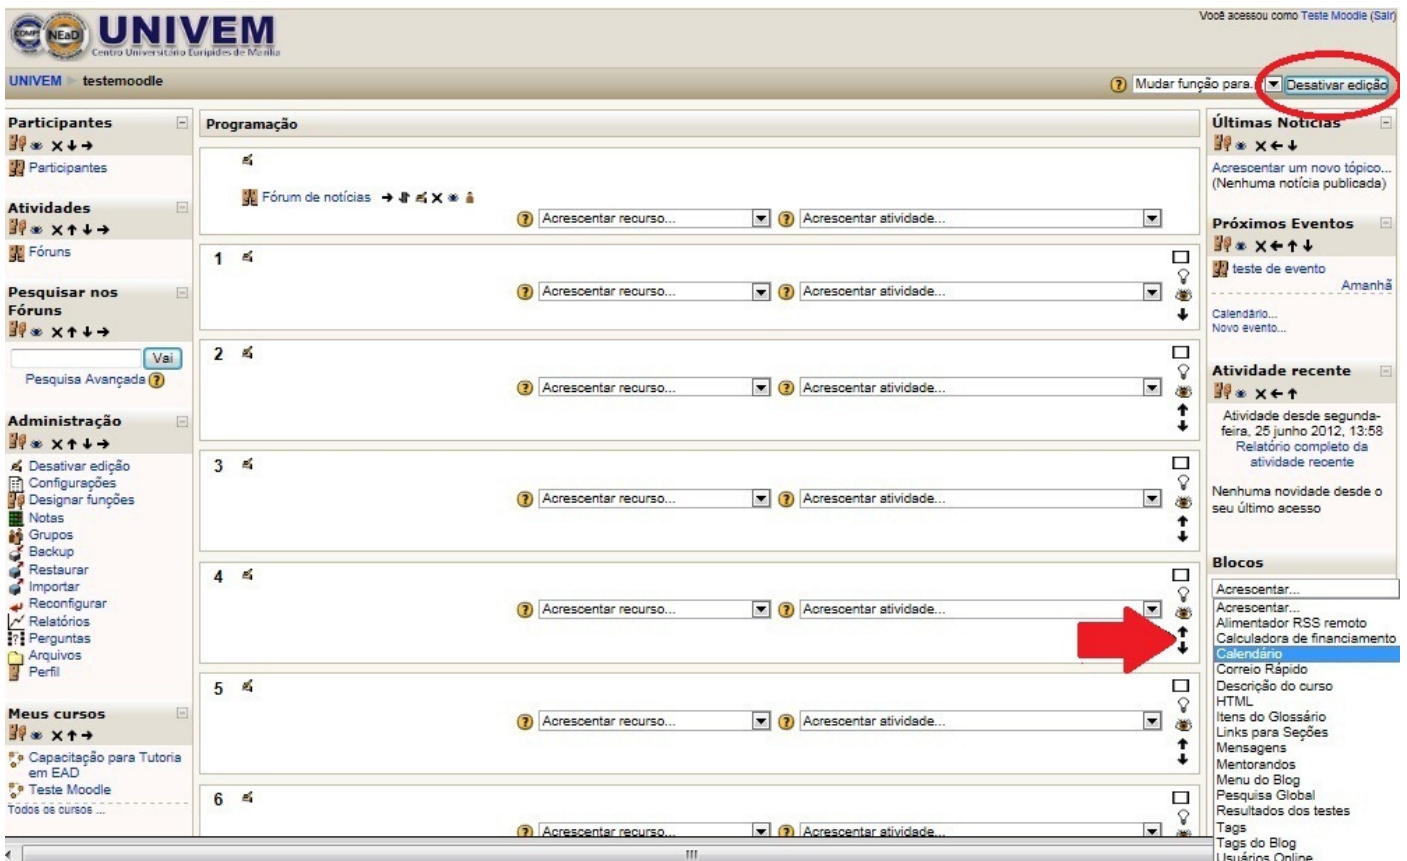 COMPSI
NEaD
UNIVEM
Centro Universitário Eurípides de Marília
Você acessou como Teste Moodle (Sair)
UNIVEM
testemoodle
Mudar função para...
Desativar edição
Participantes
Participantes
Atividades
Fóruns
Pesquisar nos
Fóruns
Vai
Pesquisa Avançada
Administração
Desativar edição
Configurações
Designar funções
Notas
Grupos
Backup
Restaurar
Importar
Reconfigurar
Relatórios
Perguntas
Arquivos
Perfil
Meus cursos
Capacitação para Tutoria
em EAD
Teste Moodle
Todos os cursos ...
Programação
Fórum de notícias
Acrescentar recurso... Acrescentar atividade...
1
Acrescentar recurso... Acrescentar atividade...
2
Acrescentar recurso... Acrescentar atividade...
3
Acrescentar recurso... Acrescentar atividade...
4
Acrescentar recurso... Acrescentar atividade...
5
Acrescentar recurso... Acrescentar atividade...
6
Acrescentar recurso... Acrescentar atividade...
Últimas Notícias
Acrescentar um novo tópico...
(Nenhuma notícia publicada)
Próximos Eventos
teste de evento
Amanhã
Calendário...
Novo evento...
Atividade recente
Atividade desde segunda-
feira, 25 junho 2012, 13:58
Relatório completo da
atividade recente
Nenhuma novidade desde o
seu último acesso
Blocos
Acrescentar...
Acrescentar...
Alimentador RSS remoto
Calculadora de financiamento
Calendário
Correio Rápido
Descrição do curso
HTML
Itens do Glossário
Links para Seções
Mensagens
Mentorandos
Menu do Blog
Pesquisa Global
Resultados dos testes
Tags
Tags do Blog
Usuários Online